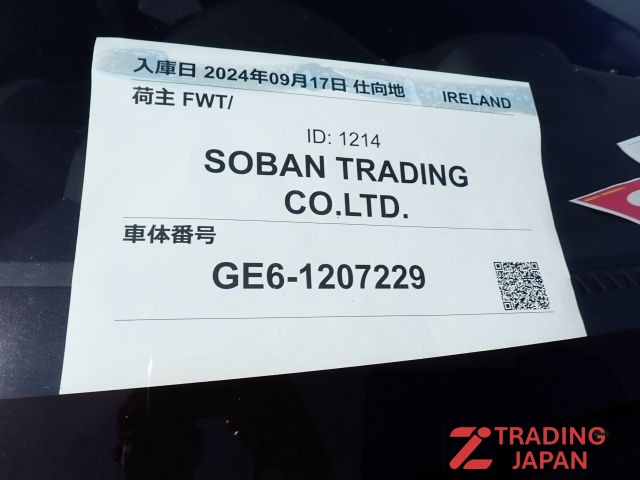 入庫日 2024年09月17日 仕向地 IRELAND
荷主 FWT/
ID: 1214
SOBAN TRADING
CO.LTD.
車体番号
GE6-1207229
TRADING
JAPAN